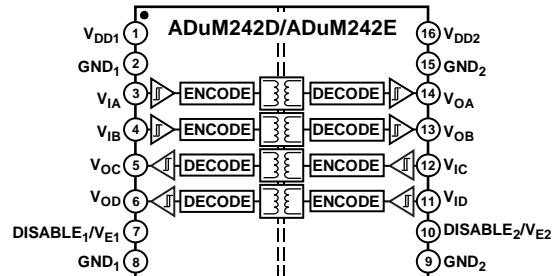 ADuM242D/ADuM242E
V_DD1 1 16 V_DD2
GND_1 2 15 GND_2
V_IA 3 ENCODE DECODE 14 V_OA
V_IB 4 ENCODE DECODE 13 V_OB
V_OC 5 DECODE ENCODE 12 V_IC
V_OD 6 DECODE ENCODE 11 V_ID
DISABLE_1/V_E1 7 10 DISABLE_2/V_E2
GND_1 8 9 GND_2